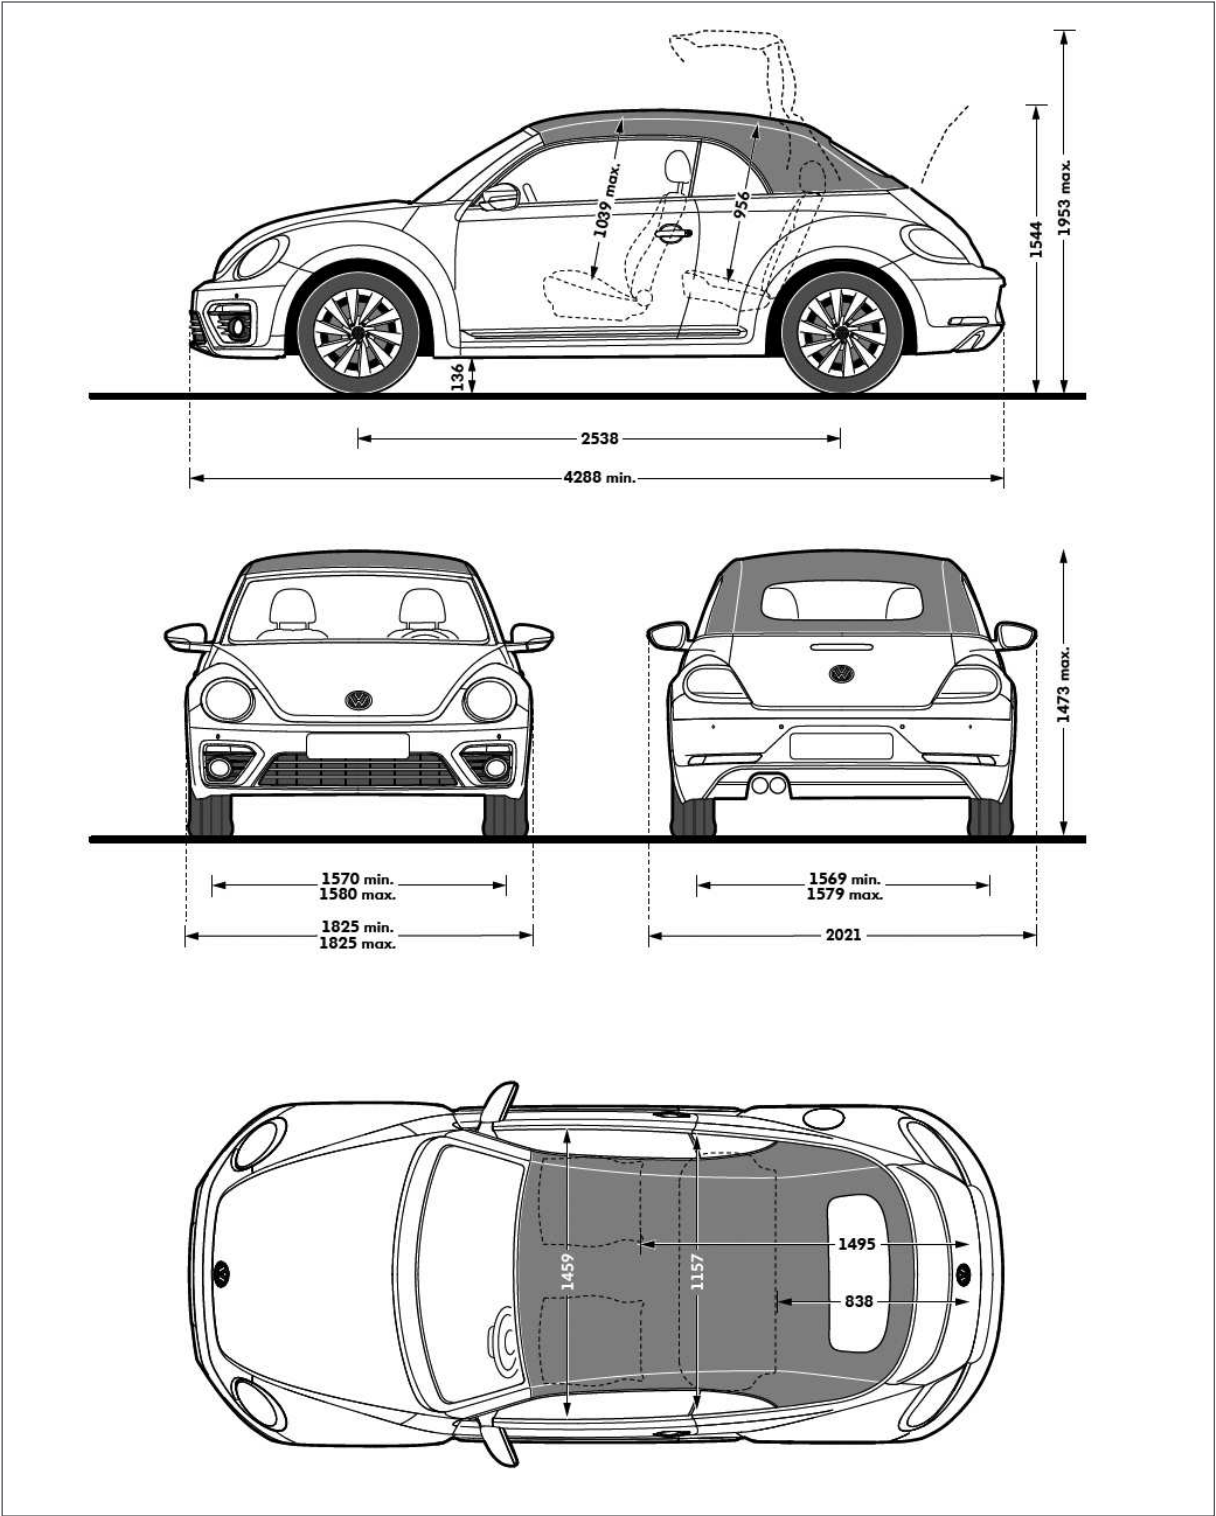 1039 max.
956
1544
1953 max.
136
2538
4288 min.
1473 max.
1570 min.
1580 max.
1569 min.
1579 max.
1825 min.
1825 max.
2021
1459
1157
1495
838